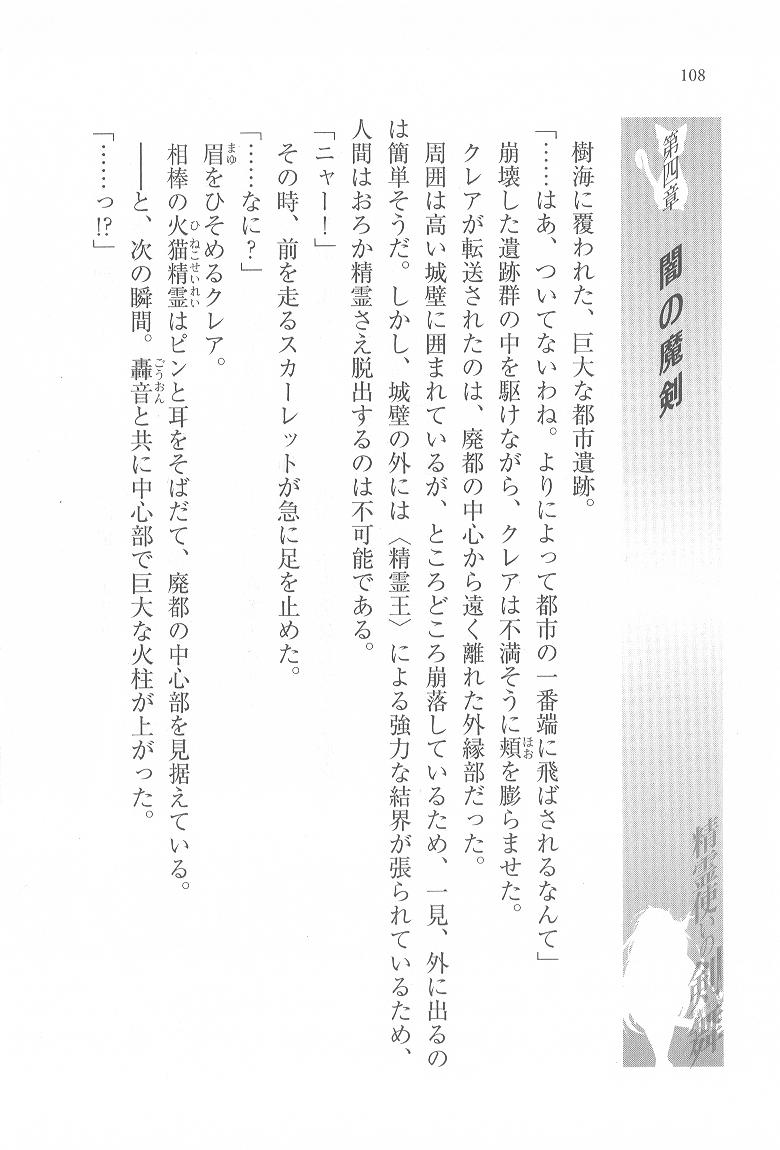 108
第四章 闇の魔剣
精霊使いの剣舞
樹海に覆われた、巨大な都市遺跡。
「……はあ、ついてないわね。よりによって都市の一番端に飛ばされるなんて」
崩壊した遺跡群の中を駆けながら、クレアは不満そうに頬を膨らませた。
クレアが転送されたのは、廃都の中心から遠く離れた外縁部だった。
周囲は高い城壁に囲まれているが、ところどころ崩落しているため、一見、外に出るの
は簡単そうだ。しかし、城壁の外には〈精霊王〉による強力な結界が張られているため、
人間はおろか精霊さえ脱出するのは不可能である。
「ニャー！」
その時、前を走るスカーレットが急に足を止めた。
「……なに？」
眉をひそめるクレア。
相棒の火猫精霊はピンと耳をそばだて、廃都の中心部を見据えている。
――と、次の瞬間。轟音と共に中心部で巨大な火柱が上がった。
「……っ!?」
ほお
まゆ
ひねこせいれい
ごうおん